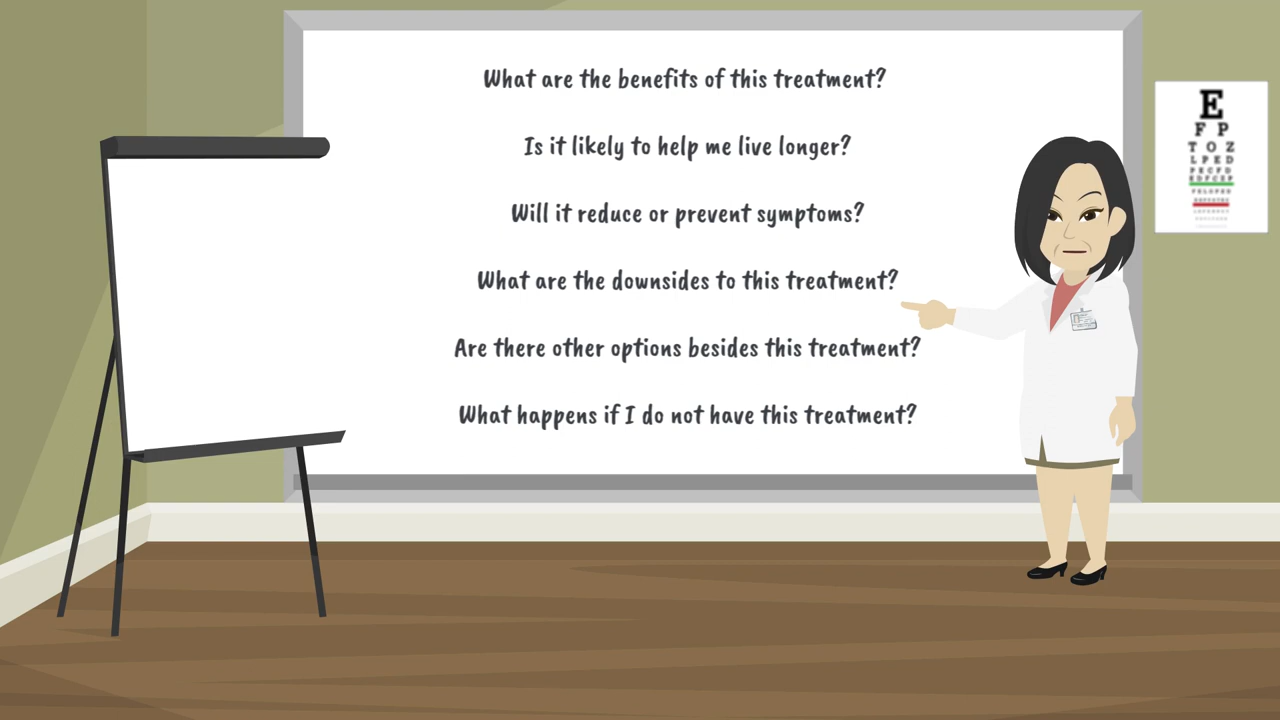 What are the benefits of this treatment?
Is it likely to help me live longer?
Will it reduce or prevent symptoms?
What are the downsides to this treatment?
Are there other options besides this treatment?
What happens if I do not have this treatment?
E
F P
T O Z
L P E D
P E C F D
E D F C Z P